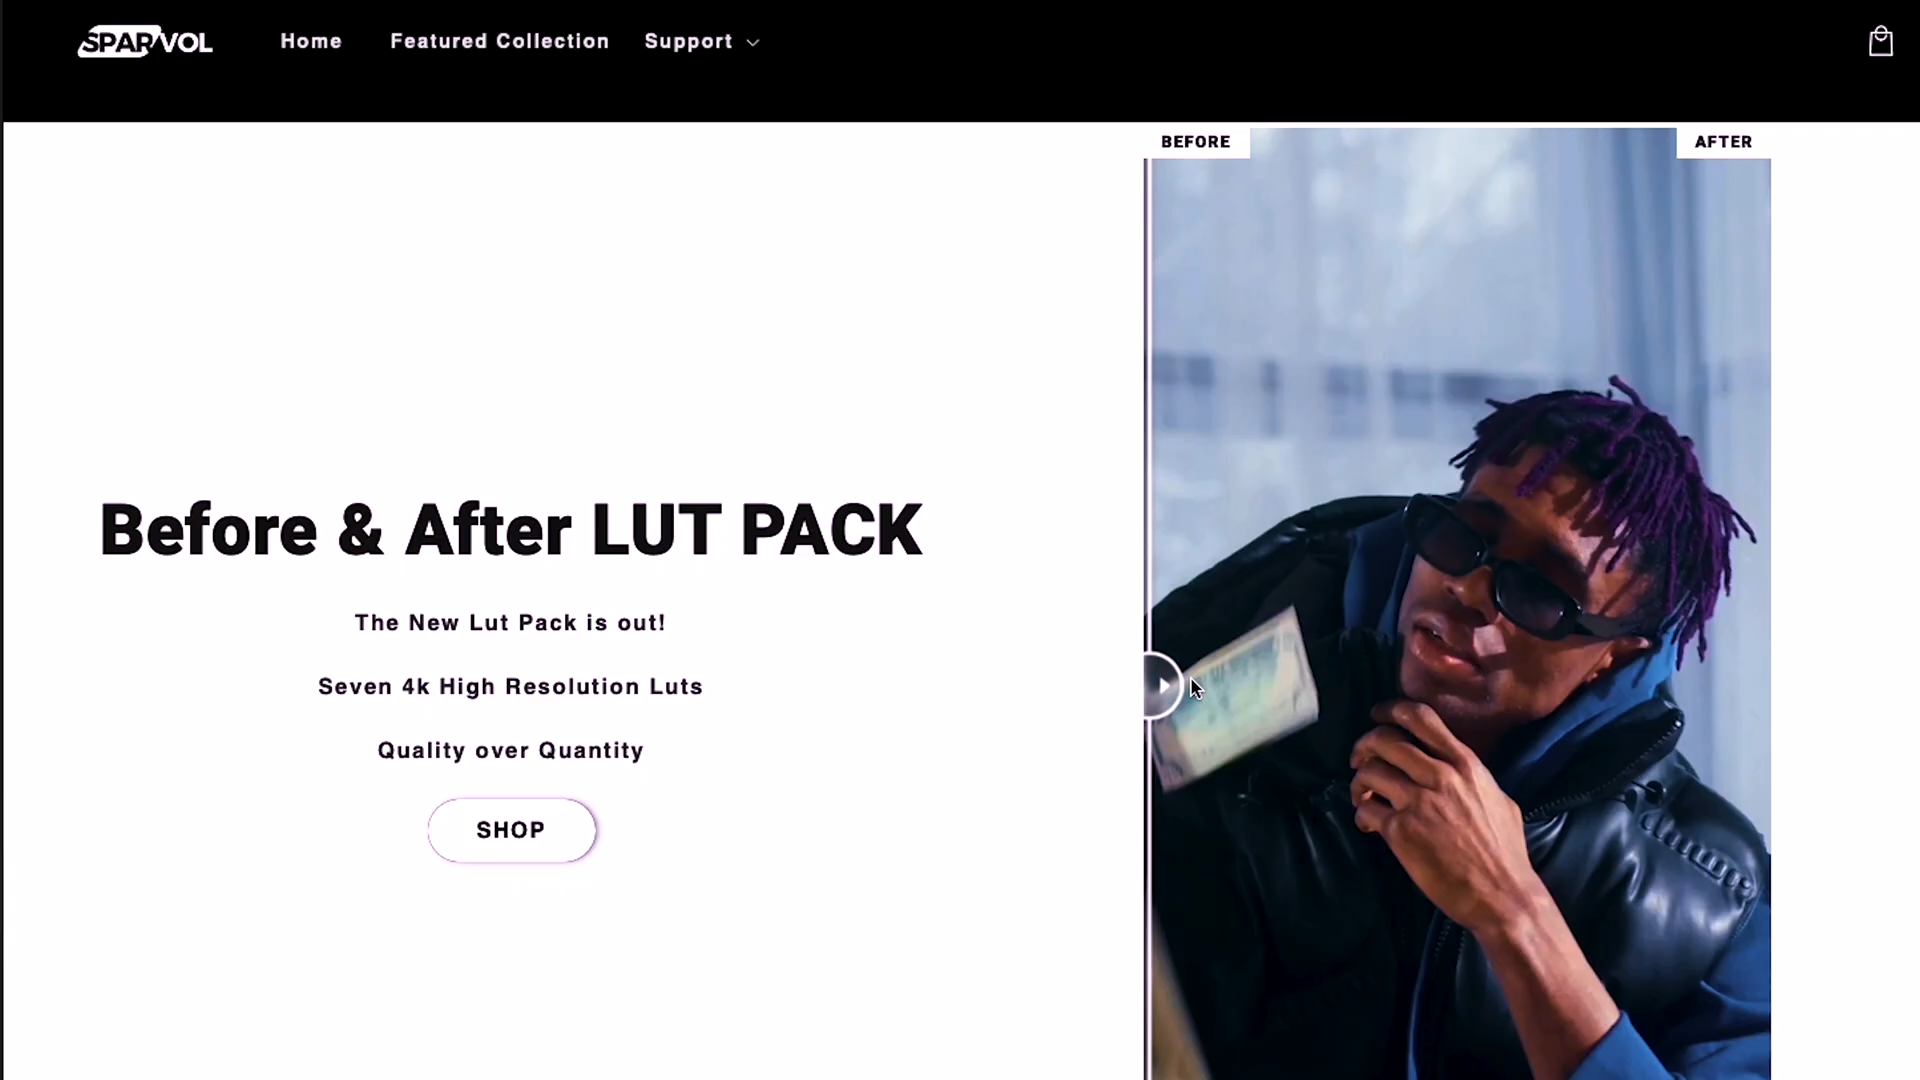 SPARVOL
Home
Featured Collection
Support
BEFORE
AFTER
Before & After LUT PACK
The New Lut Pack is out!
Seven 4k High Resolution Luts
Quality over Quantity
SHOP